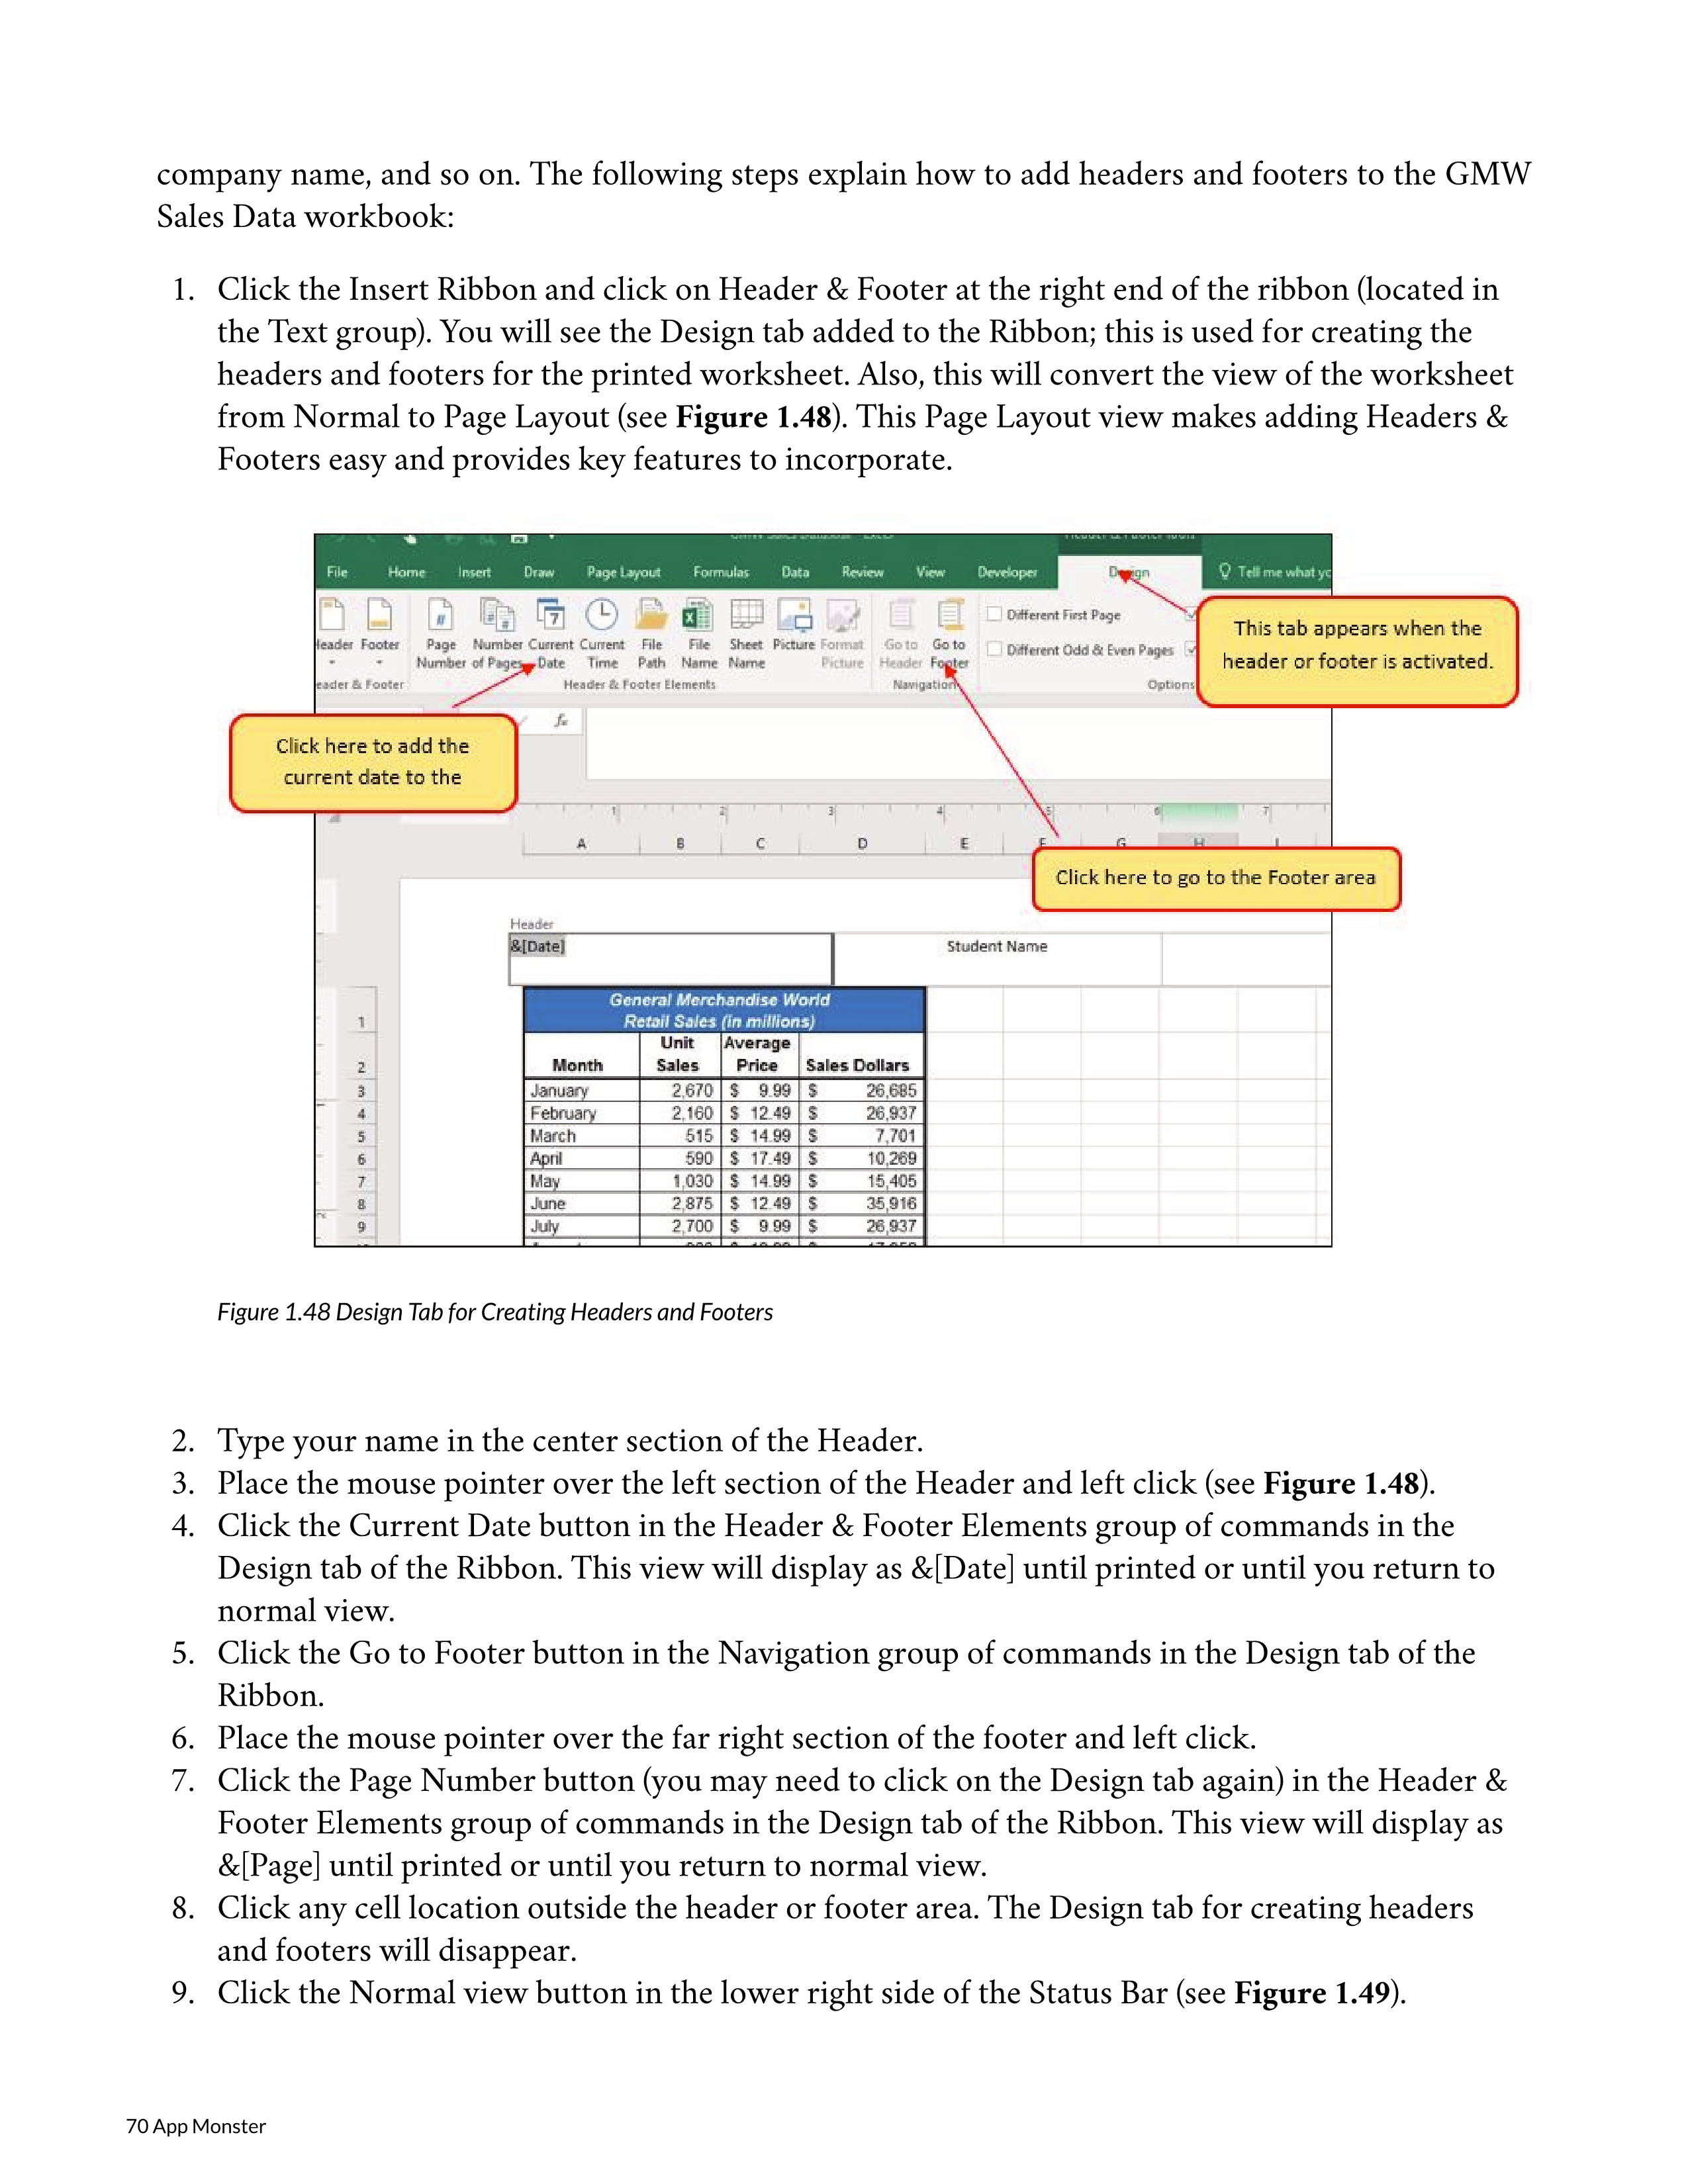 company name, and so on. The following steps explain how to add headers and footers to the GMW
Sales Data workbook:
1. Click the Insert Ribbon and click on Header & Footer at the right end of the ribbon (located in
the Text group). You will see the Design tab added to the Ribbon; this is used for creating the
headers and footers for the printed worksheet. Also, this will convert the view of the worksheet
from Normal to Page Layout (see Figure 1.48). This Page Layout view makes adding Headers &
Footers easy and provides key features to incorporate.
File Home Insert Draw Page Layout Formulas Data Review View Developer Design Tell me what yo
Different First Page
Header Footer Page Number Current Current File File Sheet Picture Format Go to Go to
Different Odd & Even Pages
Number of Pages Date Time Path Name Name Picture Header Footer
eader & Footer Header & Footer Elements Navigation Options
This tab appears when the
header or footer is activated.
Click here to add the
current date to the
fx
1 2 3 4 5 6 7
A B C D E F G H I
Click here to go to the Footer area
Header
&[Date] Student Name
General Merchandise World
1 Retail Sales (in millions)
Unit Average
2 Month Sales Price Sales Dollars
3 January 2,670 $ 9.99 $ 26,685
4 February 2,160 $ 12.49 $ 26,937
5 March 515 $ 14.99 $ 7,701
6 April 590 $ 17.49 $ 10,269
7 May 1,030 $ 14.99 $ 15,405
8 June 2,875 $ 12.49 $ 35,916
9 July 2,700 $ 9.99 $ 26,937
Figure 1.48 Design Tab for Creating Headers and Footers
2. Type your name in the center section of the Header.
3. Place the mouse pointer over the left section of the Header and left click (see Figure 1.48).
4. Click the Current Date button in the Header & Footer Elements group of commands in the
Design tab of the Ribbon. This view will display as &[Date] until printed or until you return to
normal view.
5. Click the Go to Footer button in the Navigation group of commands in the Design tab of the
Ribbon.
6. Place the mouse pointer over the far right section of the footer and left click.
7. Click the Page Number button (you may need to click on the Design tab again) in the Header &
Footer Elements group of commands in the Design tab of the Ribbon. This view will display as
&[Page] until printed or until you return to normal view.
8. Click any cell location outside the header or footer area. The Design tab for creating headers
and footers will disappear.
9. Click the Normal view button in the lower right side of the Status Bar (see Figure 1.49).
70 App Monster